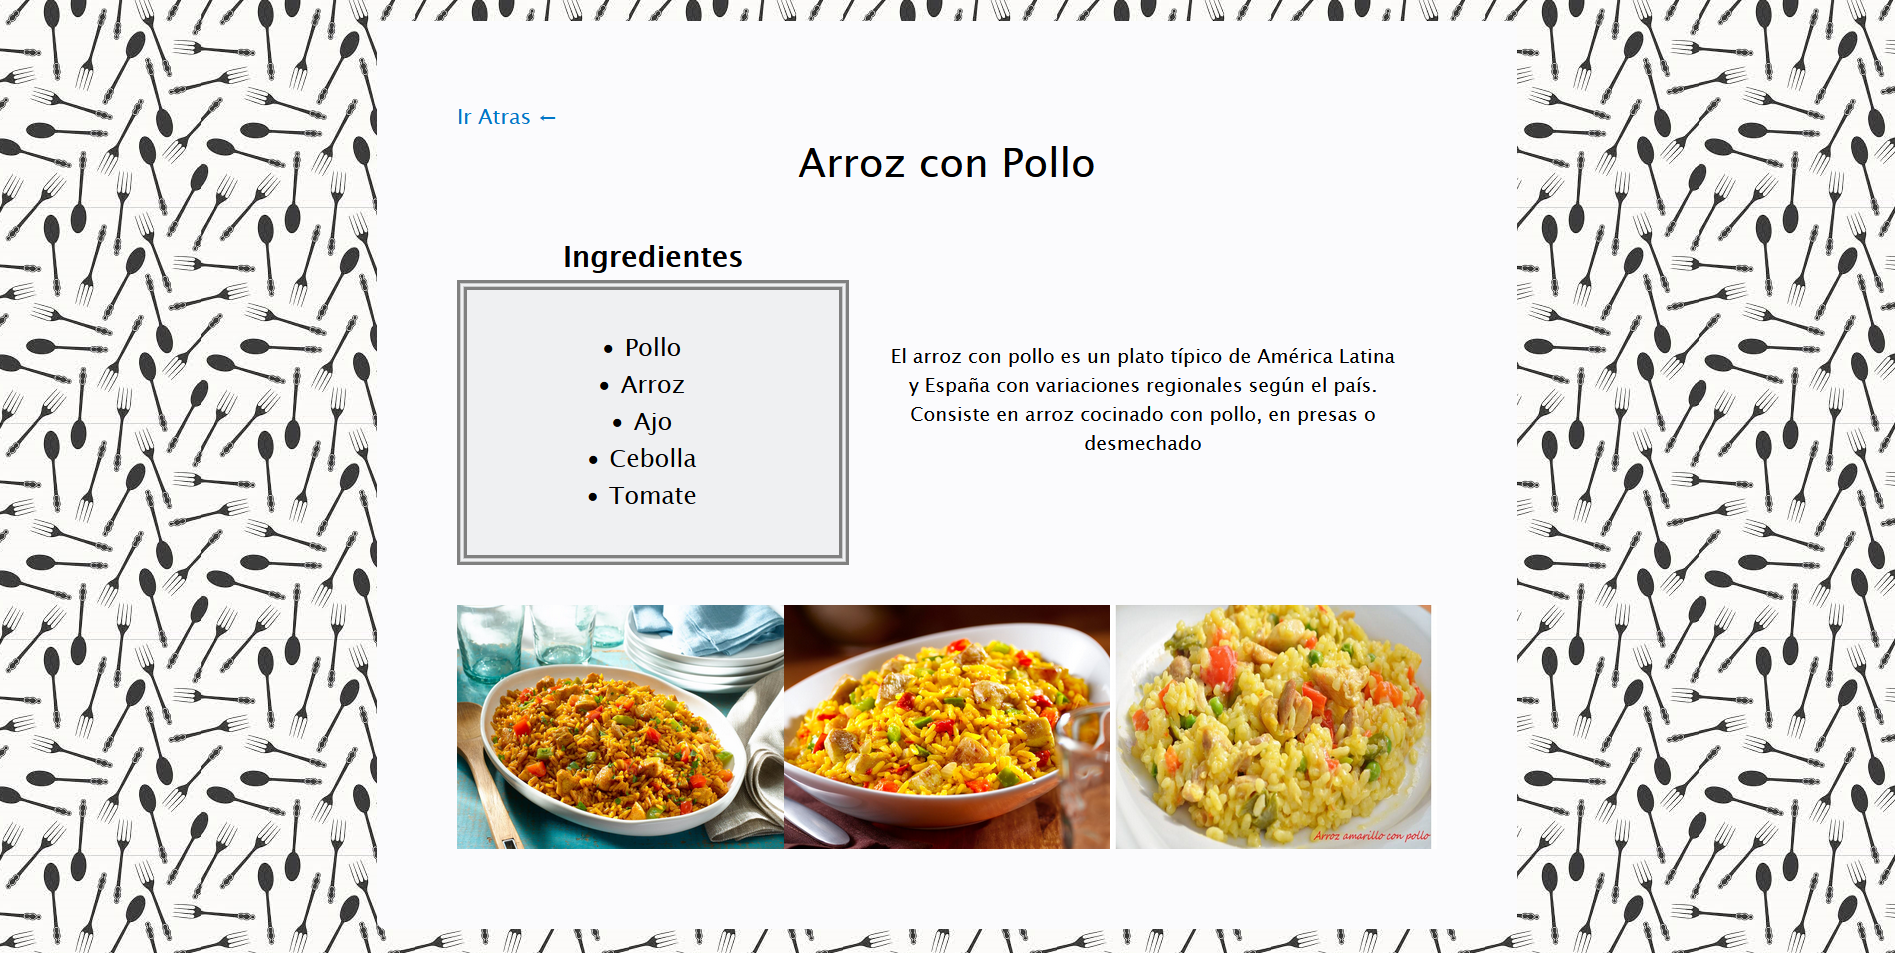 Ir Atras ←
Arroz con Pollo
Ingredientes
• Pollo
• Arroz
• Ajo
• Cebolla
• Tomate
El arroz con pollo es un plato típico de América Latina
y España con variaciones regionales según el país.
Consiste en arroz cocinado con pollo, en presas o
desmechado
Arroz amarillo con pollo